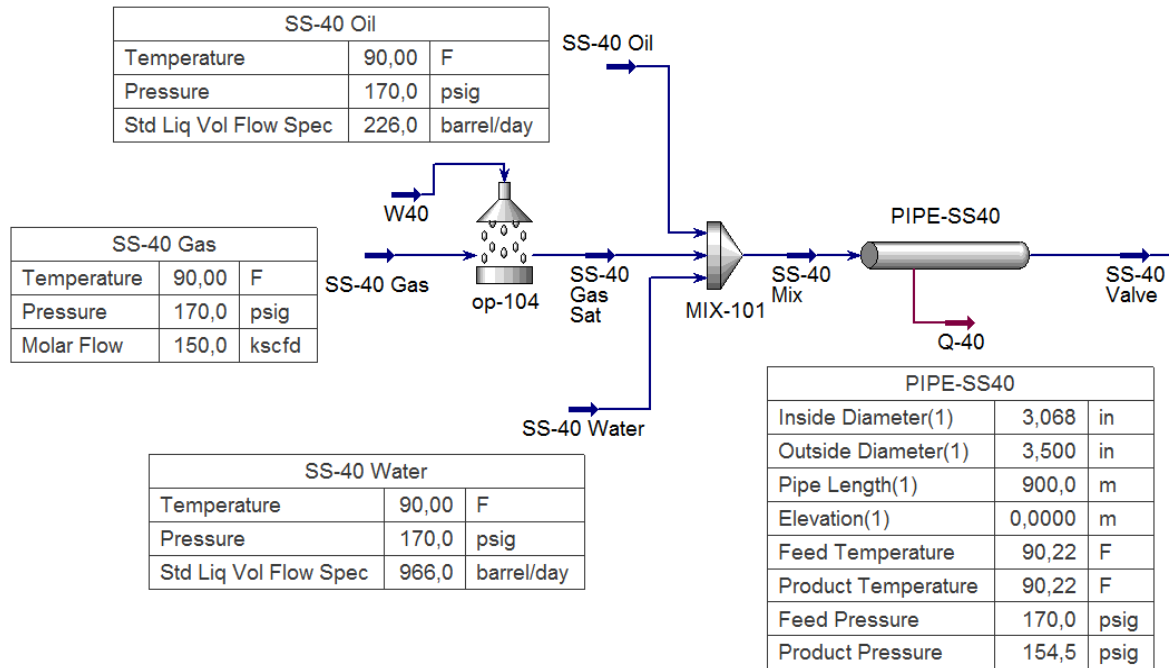 SS-40 Oil
Temperature 90,00 F
Pressure 170,0 psig
Std Liq Vol Flow Spec 226,0 barrel/day
SS-40 Oil
W40
PIPE-SS40
SS-40 Gas
Temperature 90,00 F
Pressure 170,0 psig
Molar Flow 150,0 kscfd
SS-40 Gas
op-104
SS-40
Gas
Sat
MIX-101
SS-40
Mix
SS-40
Valve
Q-40
SS-40 Water
SS-40 Water
Temperature 90,00 F
Pressure 170,0 psig
Std Liq Vol Flow Spec 966,0 barrel/day
PIPE-SS40
Inside Diameter(1) 3,068 in
Outside Diameter(1) 3,500 in
Pipe Length(1) 900,0 m
Elevation(1) 0,0000 m
Feed Temperature 90,22 F
Product Temperature 90,22 F
Feed Pressure 170,0 psig
Product Pressure 154,5 psig